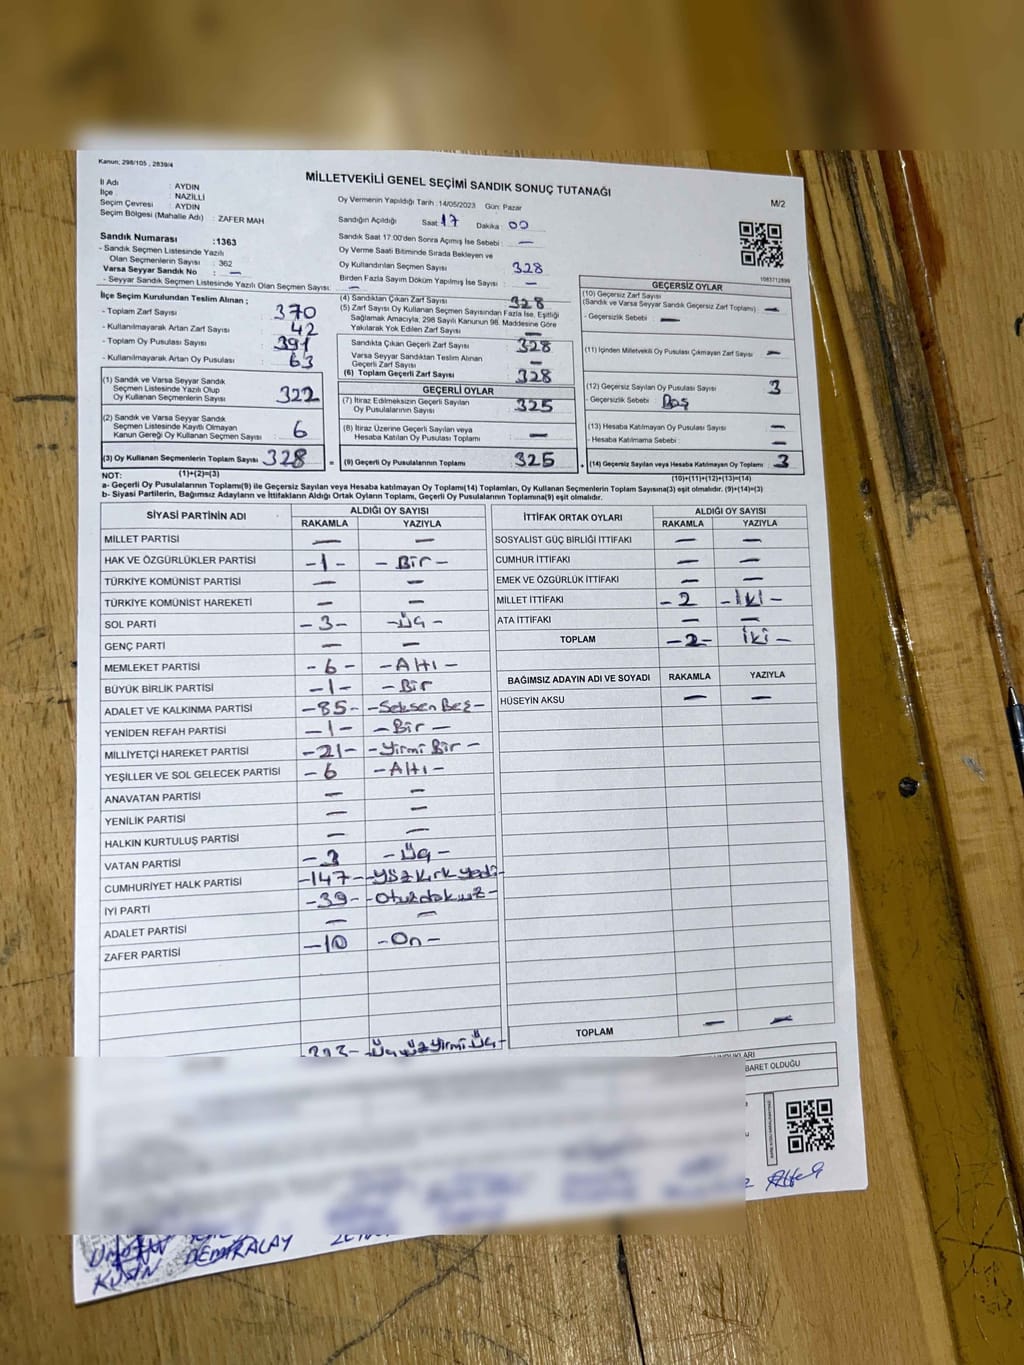 Kanun; 298/105 , 2839/4
MİLLETVEKİLİ GENEL SEÇİMİ SANDIK SONUÇ TUTANAĞI
M/2
İl Adı : AYDIN
İlçe : NAZİLLİ
Seçim Çevresi : AYDIN
Seçim Bölgesi (Mahalle Adı) : ZAFER MAH
Sandık Numarası :1363
- Sandık Seçmen Listesinde Yazılı
Olan Seçmenlerin Sayısı : 362
Varsa Seyyar Sandık No : —
- Seyyar Sandık Seçmen Listesinde Yazılı Olan Seçmen Sayısı: —
Oy Vermenin Yapıldığı Tarih :14/05/2023 Gün: Pazar
Sandığın Açıldığı Saat 17 Dakika 00
Sandık Saat 17:00'den Sonra Açımış İse Sebebi : —
Oy Verme Saati Bitiminde Sırada Bekleyen ve
Oy Kullandırılan Seçmen Sayısı 328
Birden Fazla Sayım Döküm Yapılmış İse Sayısı : —
1083712899
İlçe Seçim Kurulundan Teslim Alınan ;
- Toplam Zarf Sayısı : 370
- Kullanılmayarak Artan Zarf Sayısı : 42
- Toplam Oy Pusulası Sayısı : 391
- Kullanılmayarak Artan Oy Pusulası : 63
(1) Sandık ve Varsa Seyyar Sandık
Seçmen Listesinde Yazılı Olup
Oy Kullanan Seçmenlerin Sayısı : 322
(2) Sandık ve Varsa Seyyar Sandık
Seçmen Listesinde Kayıtlı Olmayan
Kanun Gereği Oy Kullanan Seçmen Sayısı : 6
(3) Oy Kullanan Seçmenlerin Toplam Sayısı 328
(1)+(2)=(3)
(4) Sandıktan Çıkan Zarf Sayısı 328
(5) Zarf Sayısı Oy Kullanan Seçmen Sayısından Fazla İse, Eşitliği
Sağlamak Amacıyla; 298 Sayılı Kanunun 98. Maddesine Göre
Yakılarak Yok Edilen Zarf Sayısı —
Sandıkta Çıkan Geçerli Zarf Sayısı : 328
Varsa Seyyar Sandıktan Teslim Alınan
Geçerli Zarf Sayısı : —
(6) Toplam Geçerli Zarf Sayısı : 328
GEÇERLİ OYLAR
(7) İtiraz Edilmeksizin Geçerli Sayılan
Oy Pusulalarının Sayısı : 325
(8) İtiraz Üzerine Geçerli Sayılan veya
Hesaba Katılan Oy Pusulası Toplamı : —
= (9) Geçerli Oy Pusulalarının Toplamı 325
GEÇERSİZ OYLAR
(10) Geçersiz Zarf Sayısı
(Sandık ve Varsa Seyyar Sandık Geçersiz Zarf Toplamı) : —
- Geçersizlik Sebebi : —
(11) İçinden Milletvekili Oy Pusulası Çıkmayan Zarf Sayısı : —
(12) Geçersiz Sayılan Oy Pusulası Sayısı : 3
- Geçersizlik Sebebi : Boş
(13) Hesaba Katılmayan Oy Pusulası Sayısı : —
- Hesaba Katılmama Sebebi : —
+ (14) Geçersiz Sayılan veya Hesaba Katılmayan Oy Toplamı : 3
(10)+(11)+(12)+(13)=(14)
NOT:
a- Geçerli Oy Pusulalarının Toplamı(9) ile Geçersiz veya Hesaba katılmayan Oy Toplamı(14) Toplamları, Oy Kullanan Seçmenlerin Toplam Sayısına(3) eşit olmalıdır. (9)+(14)=(3)
b- Siyasi Partilerin, Bağımsız Adayların ve İttifakların Aldığı Ortak Oyların Toplamı, Geçerli Oy Pusulalarının Toplamına(9) eşit olmalıdır.
SİYASİ PARTİNİN ADI ALDIĞI OY SAYISI
RAKAMLA YAZIYLA
MİLLET PARTİSİ — —
HAK VE ÖZGÜRLÜKLER PARTİSİ -1- - Bir -
TÜRKİYE KOMÜNİST PARTİSİ — —
TÜRKİYE KOMÜNİST HAREKETİ — —
SOL PARTİ -3- -Üç-
GENÇ PARTİ — —
MEMLEKET PARTİSİ -6- -Altı-
BÜYÜK BİRLİK PARTİSİ -1- -Bir
ADALET VE KALKINMA PARTİSİ -85- -Seksen Beş-
YENİDEN REFAH PARTİSİ -1- -Bir-
MİLLİYETÇİ HAREKET PARTİSİ -21- -Yirmi Bir-
YEŞİLLER VE SOL GELECEK PARTİSİ -6 -Altı-
ANAVATAN PARTİSİ — —
YENİLİK PARTİSİ — —
HALKIN KURTULUŞ PARTİSİ — —
VATAN PARTİSİ -3 -Üç-
CUMHURİYET HALK PARTİSİ -147- -Yüz Kırk Yedi-
İYİ PARTİ -39- -Otuz dokuz-
ADALET PARTİSİ — —
ZAFER PARTİSİ -10 -On-
-323- -Üçyüz Yirmi Üç-
İTTİFAK ORTAK OYLARI ALDIĞI OY SAYISI
RAKAMLA YAZIYLA
SOSYALİST GÜÇ BİRLİĞİ İTTİFAKI — —
CUMHUR İTTİFAKI — —
EMEK VE ÖZGÜRLÜK İTTİFAKI — —
MİLLET İTTİFAKI -2 -İki-
ATA İTTİFAKI — —
TOPLAM -2- İki -
BAĞIMSIZ ADAYIN ADI VE SOYADI RAKAMLA YAZIYLA
HÜSEYİN AKSU — —
TOPLAM — —
BARET OLDUĞU
DEMİRALAY